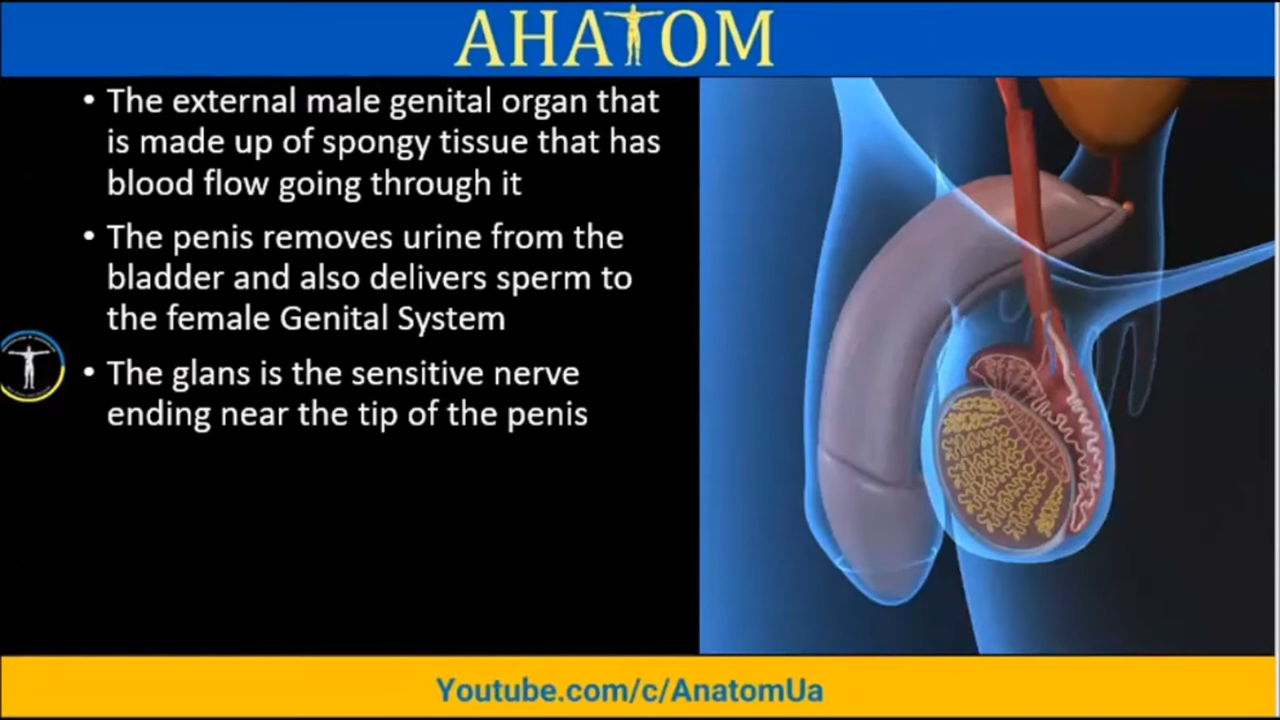 АНАТОМ
• The external male genital organ that
is made up of spongy tissue that has
blood flow going through it
• The penis removes urine from the
bladder and also delivers sperm to
the female Genital System
• The glans is the sensitive nerve
ending near the tip of the penis
Youtube.com/c/AnatomUa